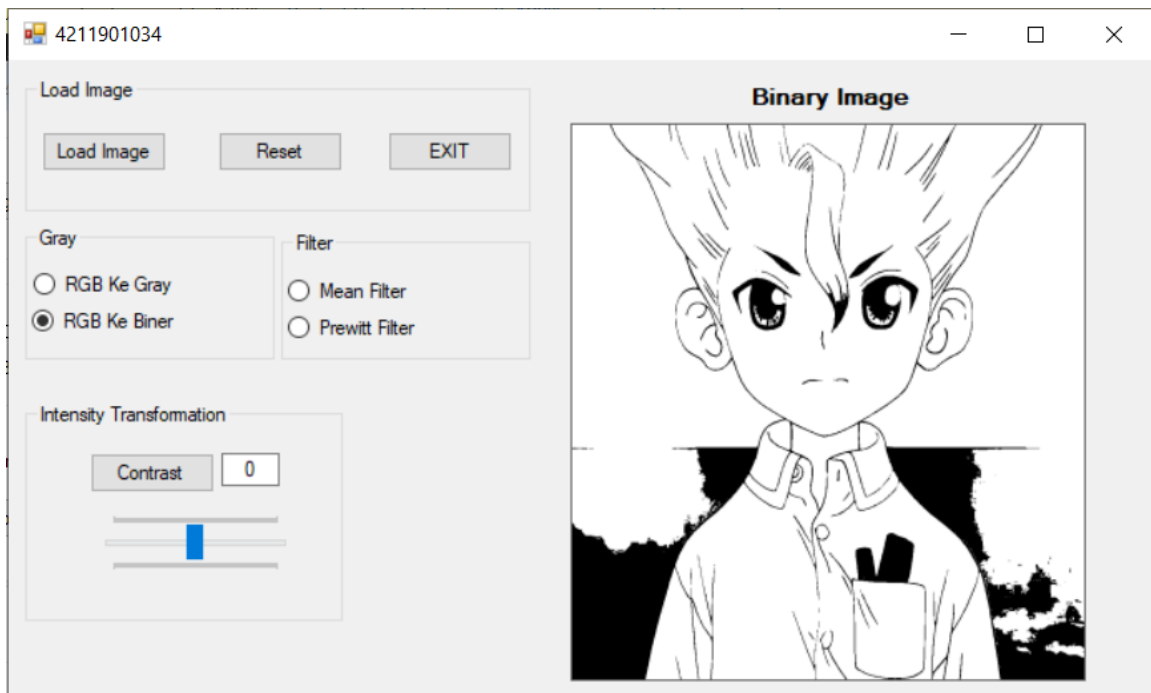 4211901034
Load Image
Load Image Reset EXIT
Gray
RGB Ke Gray
RGB Ke Biner
Filter
Mean Filter
Prewitt Filter
Intensity Transformation
Contrast 0
Binary Image